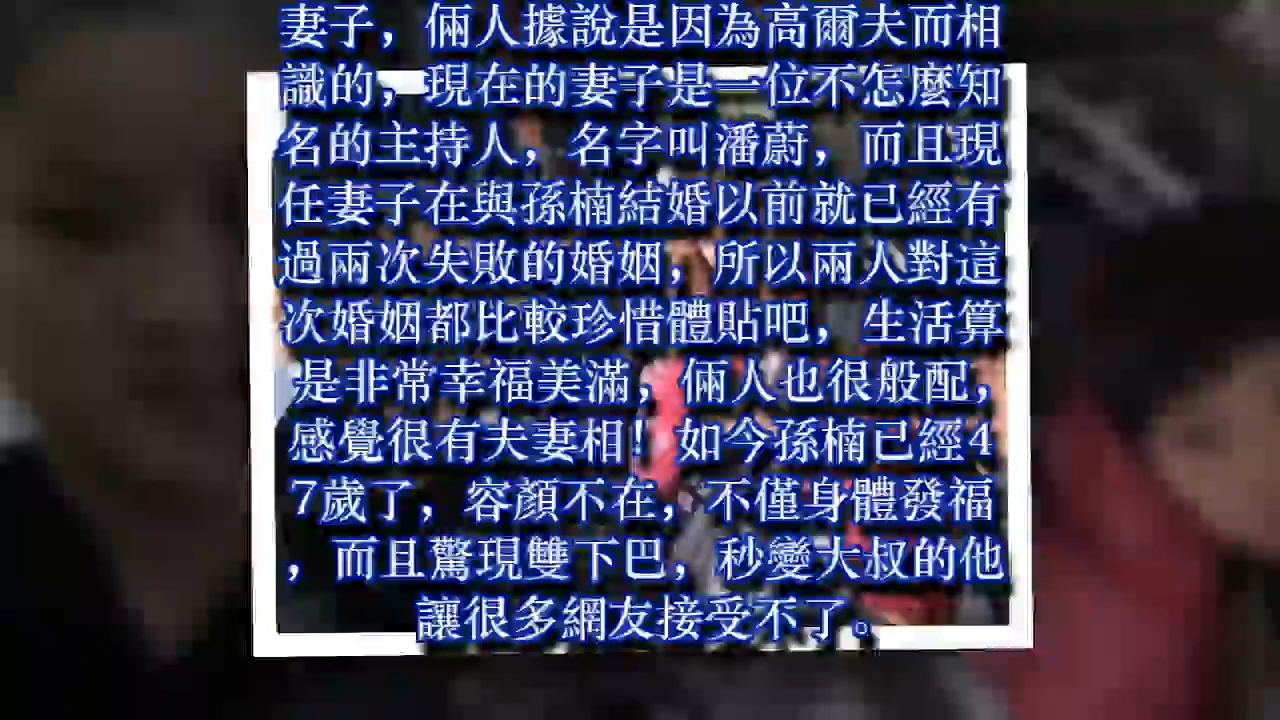 妻子，倆人據說是因為高爾夫而相
識的，現在的妻子是一位不怎麼知
名的主持人，名字叫潘蔚，而且現
任妻子在與孫楠結婚以前就已經有
過兩次失敗的婚姻，所以兩人對這
次婚姻都比較珍惜體貼吧，生活算
是非常幸福美滿，倆人也很般配，
感覺很有夫妻相！如今孫楠已經4
7歲了，容顏不在，不僅身體發福
，而且驚現雙下巴，秒變大叔的他
讓很多網友接受不了。